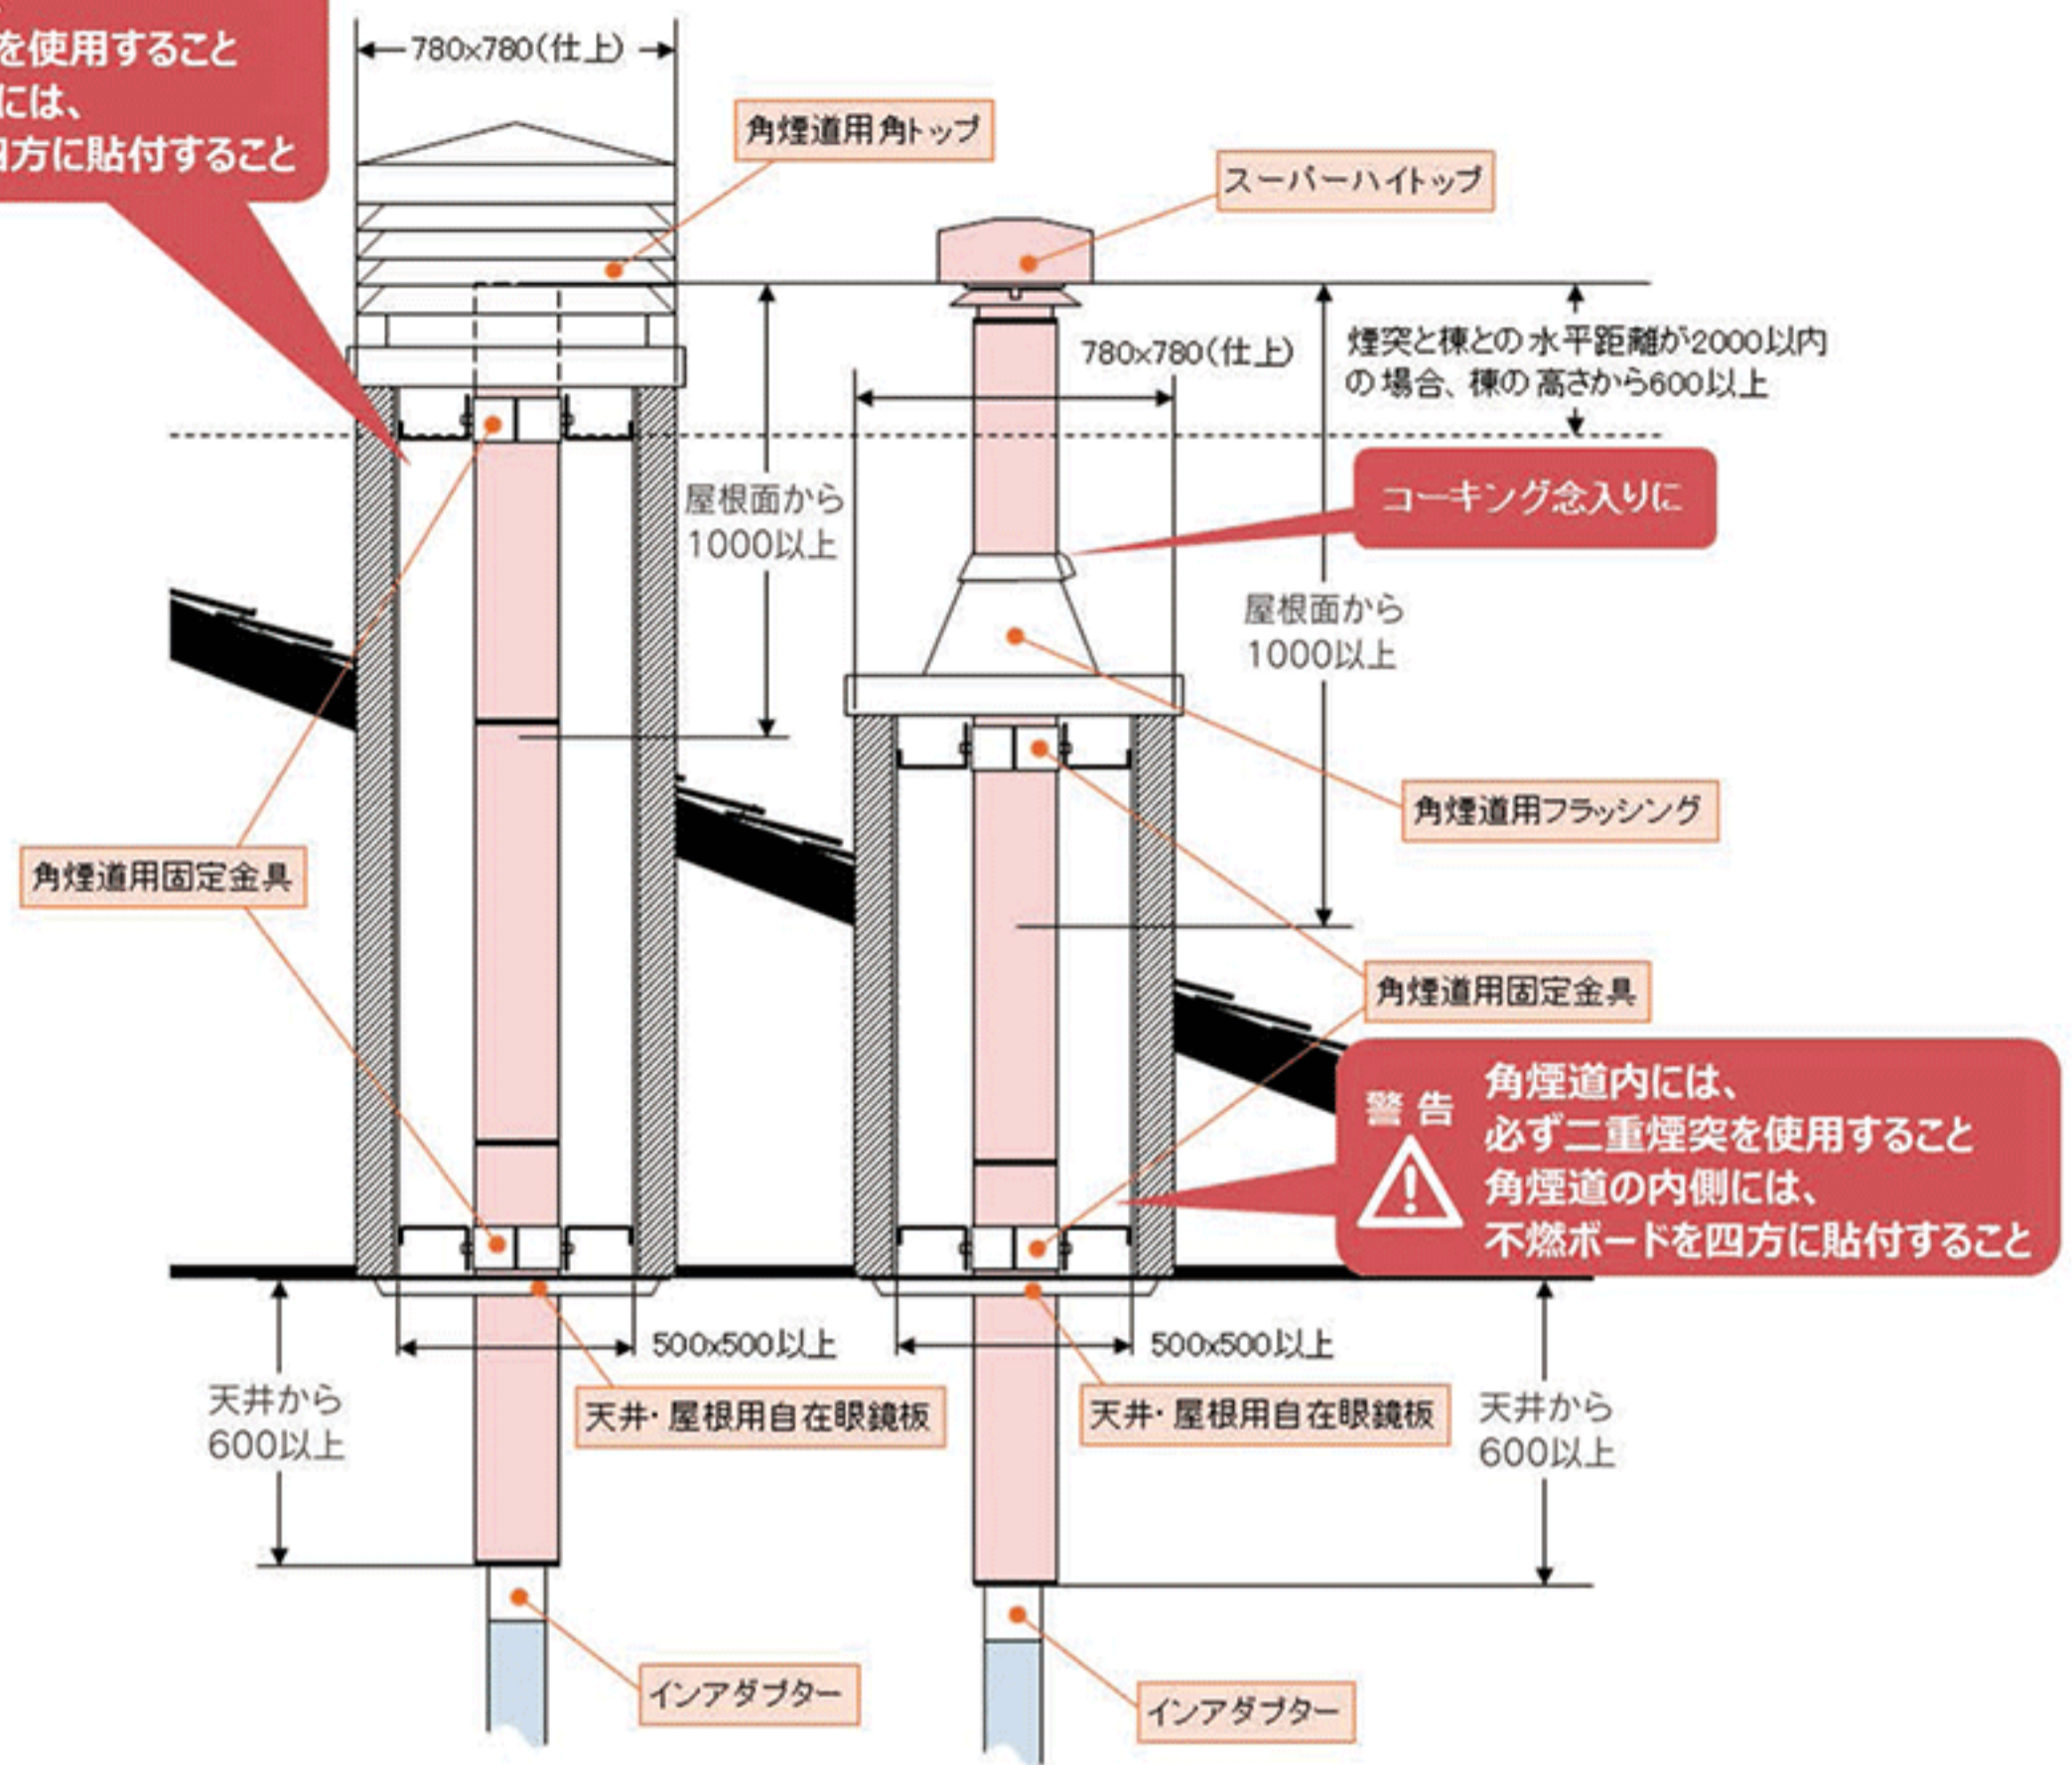 を使用すること
には、
四方に貼付すること
780x780(仕上)
角煙道用角トップ
スーパーハイトップ
780x780(仕上)
煙突と棟との水平距離が2000以内
の場合、棟の高さから600以上
コーキング念入りに
屋根面から
1000以上
屋根面から
1000以上
角煙道用フラッシング
角煙道用固定金具
角煙道用固定金具
警告
角煙道内には、
必ず二重煙突を使用すること
角煙道の内側には、
不燃ボードを四方に貼付すること
500x500以上
500x500以上
天井から
600以上
天井・屋根用自在眼鏡板
天井・屋根用自在眼鏡板
天井から
600以上
インアダプター
インアダプター